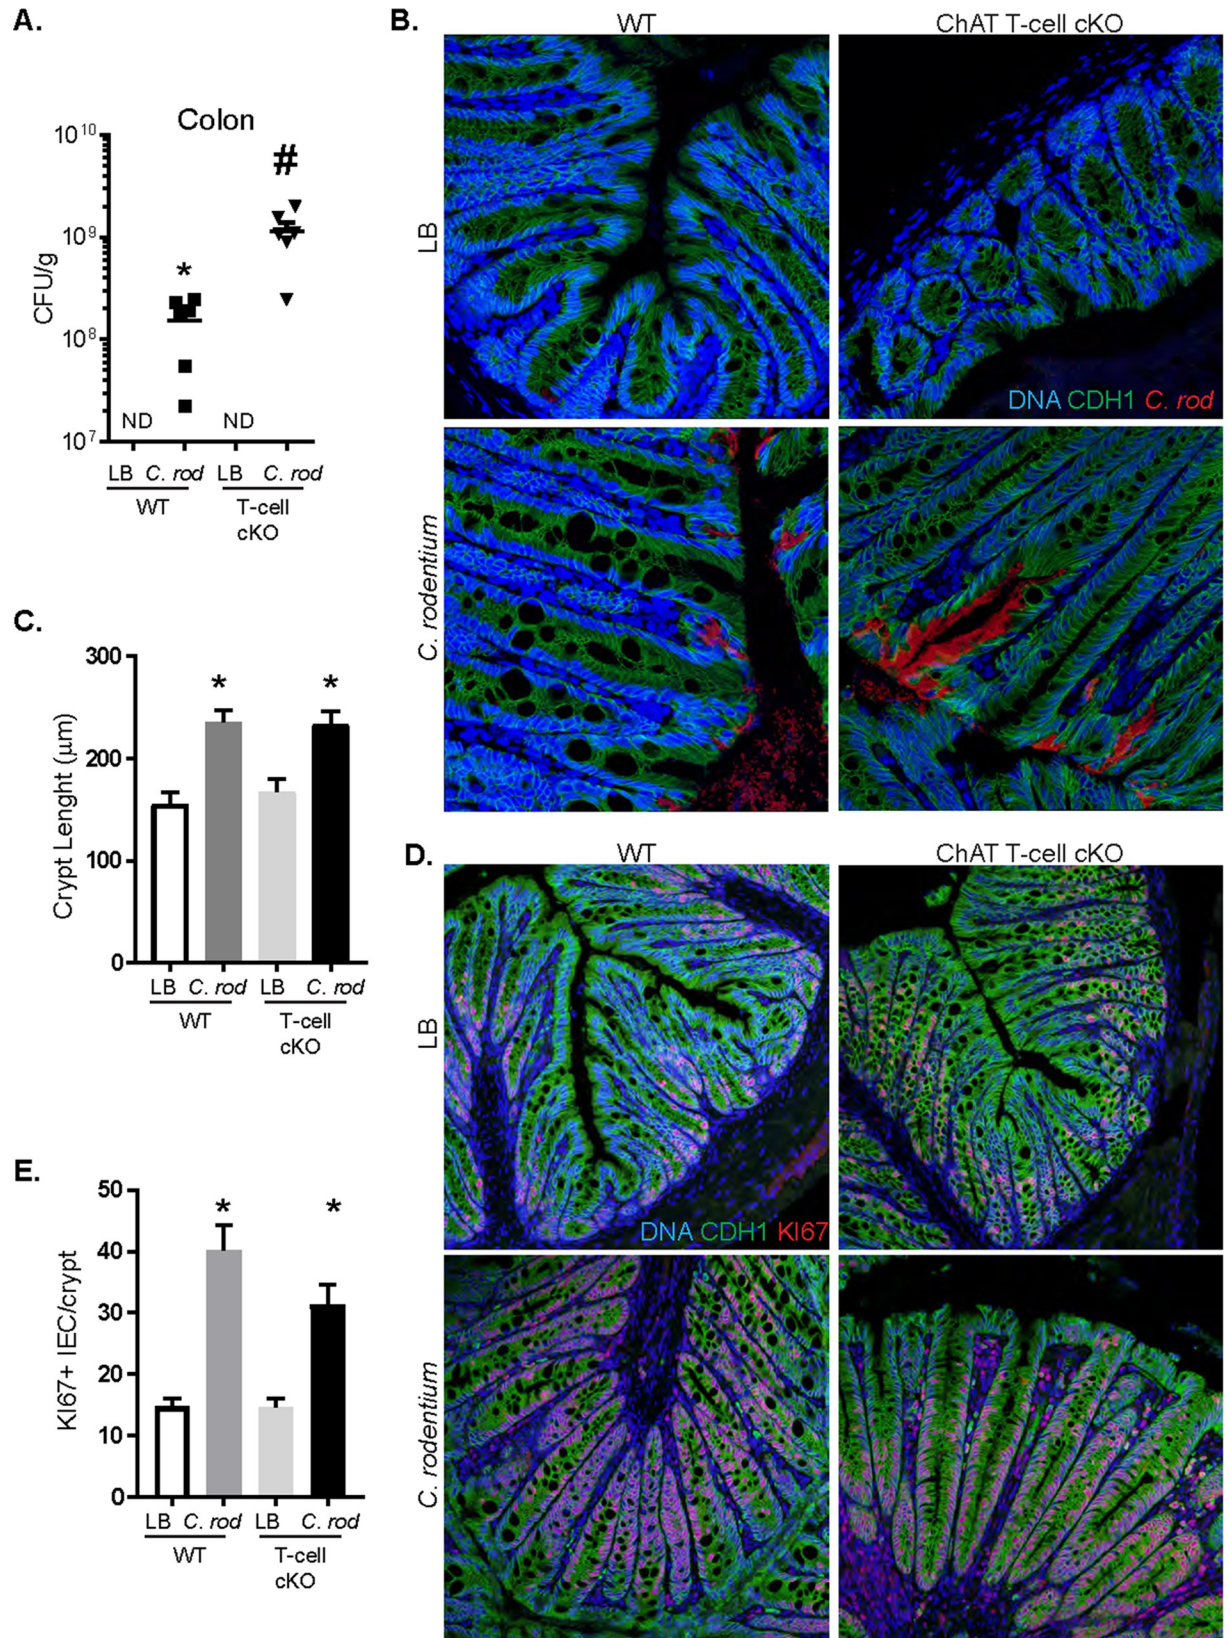 A.
Colon
10^10
10^9
10^8
10^7
CFU/g
*
#
ND
ND
LB C. rod LB C. rod
WT T-cell
cKO
B.
WT ChAT T-cell cKO
LB
DNA CDH1 C. rod
C. rodentium
C.
300
200
100
0
Crypt Lenght (μm)
* *
LB C. rod LB C. rod
WT T-cell
cKO
D.
WT ChAT T-cell cKO
LB
DNA CDH1 KI67
C. rodentium
E.
50
40
30
20
10
0
KI67+ IEC/crypt
* *
LB C. rod LB C. rod
WT T-cell
cKO